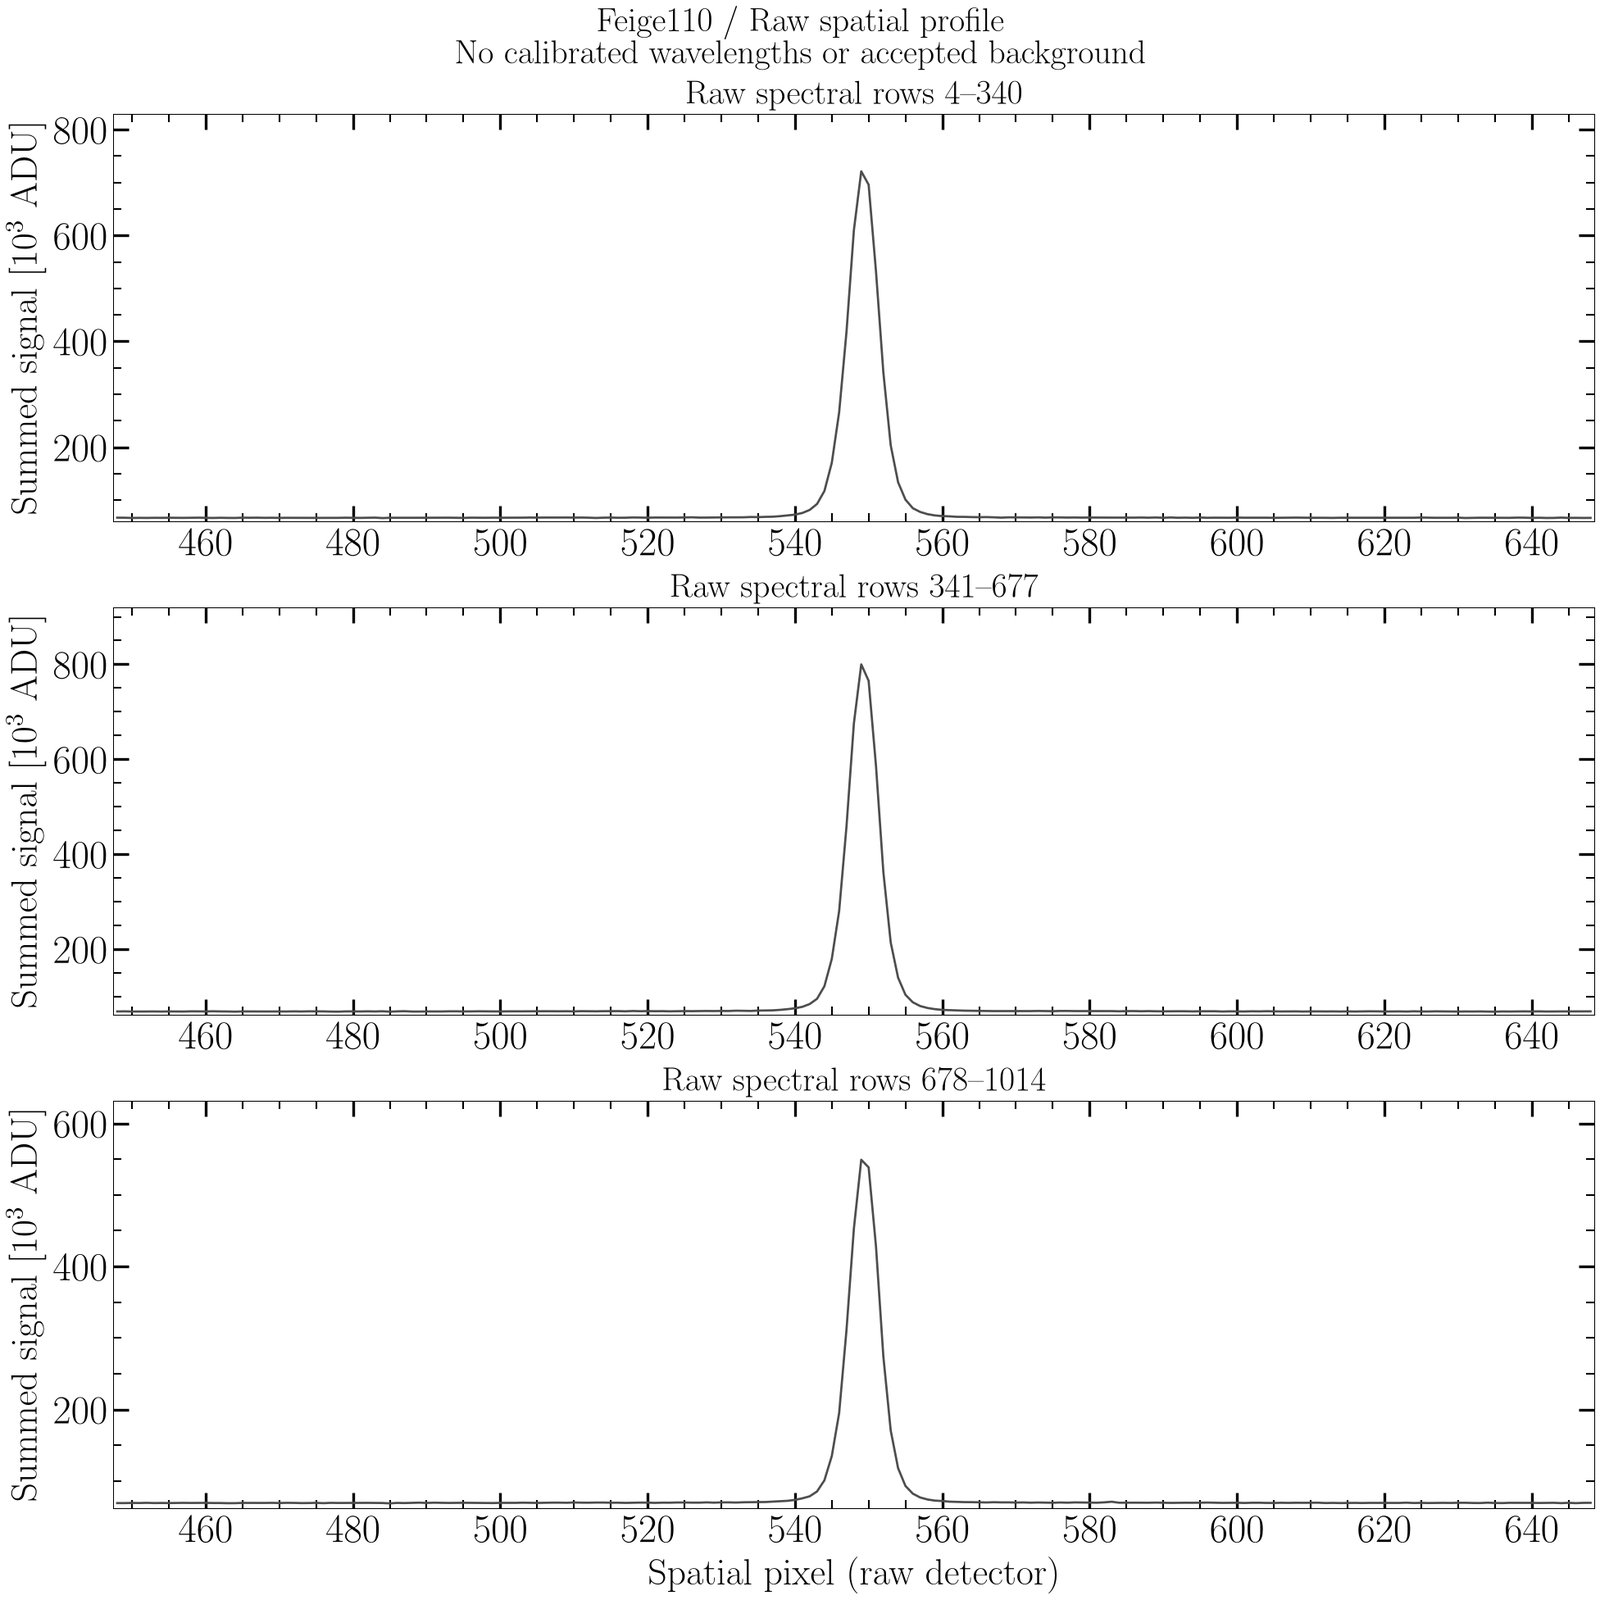 Feige110 / Raw spatial profile
No calibrated wavelengths or accepted background
Raw spectral rows 4–340
Summed signal [10³ ADU]
800
600
400
200
460 480 500 520 540 560 580 600 620 640
Raw spectral rows 341–677
Summed signal [10³ ADU]
800
600
400
200
460 480 500 520 540 560 580 600 620 640
Raw spectral rows 678–1014
Summed signal [10³ ADU]
600
400
200
460 480 500 520 540 560 580 600 620 640
Spatial pixel (raw detector)